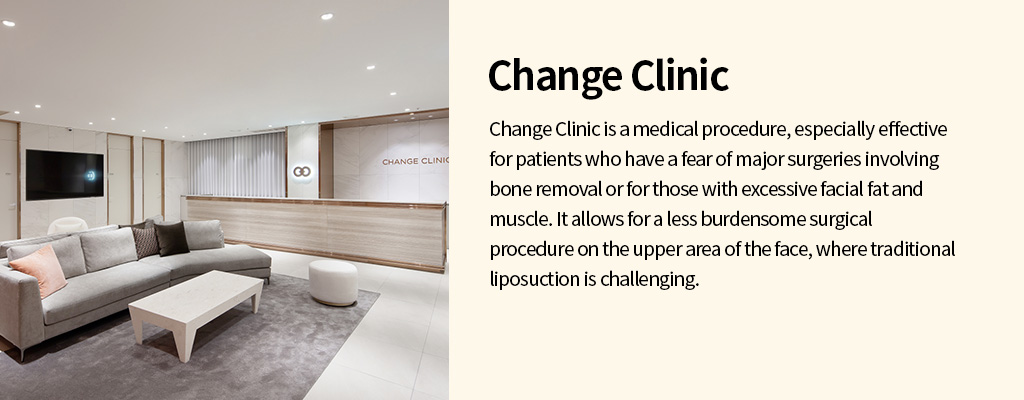 CHANGE CLINIC
Change Clinic
Change Clinic is a medical procedure, especially effective
for patients who have a fear of major surgeries involving
bone removal or for those with excessive facial fat and
muscle. It allows for a less burdensome surgical
procedure on the upper area of the face, where traditional
liposuction is challenging.